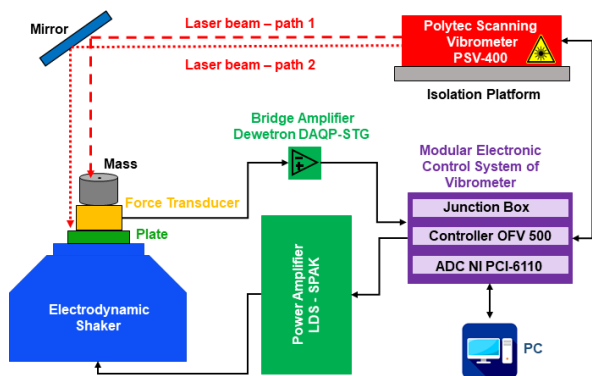 Mirror
Laser beam – path 1
Laser beam – path 2
Polytec Scanning
Vibrometer
PSV-400
Isolation Platform
Bridge Amplifier
Dewetron DAQP-STG
Modular Electronic
Control System of
Vibrometer
Junction Box
Controller OFV 500
ADC NI PCI-6110
Mass
Force Transducer
Plate
Electrodynamic
Shaker
Power Amplifier
LDS - SPAK
PC